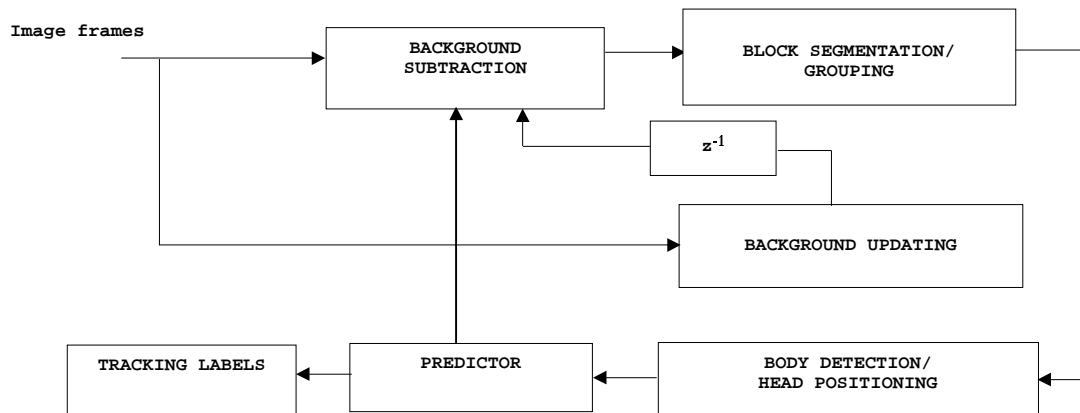 Image frames
BACKGROUND
SUBTRACTION
BLOCK SEGMENTATION/
GROUPING
z-1
BACKGROUND UPDATING
TRACKING LABELS
PREDICTOR
BODY DETECTION/
HEAD POSITIONING